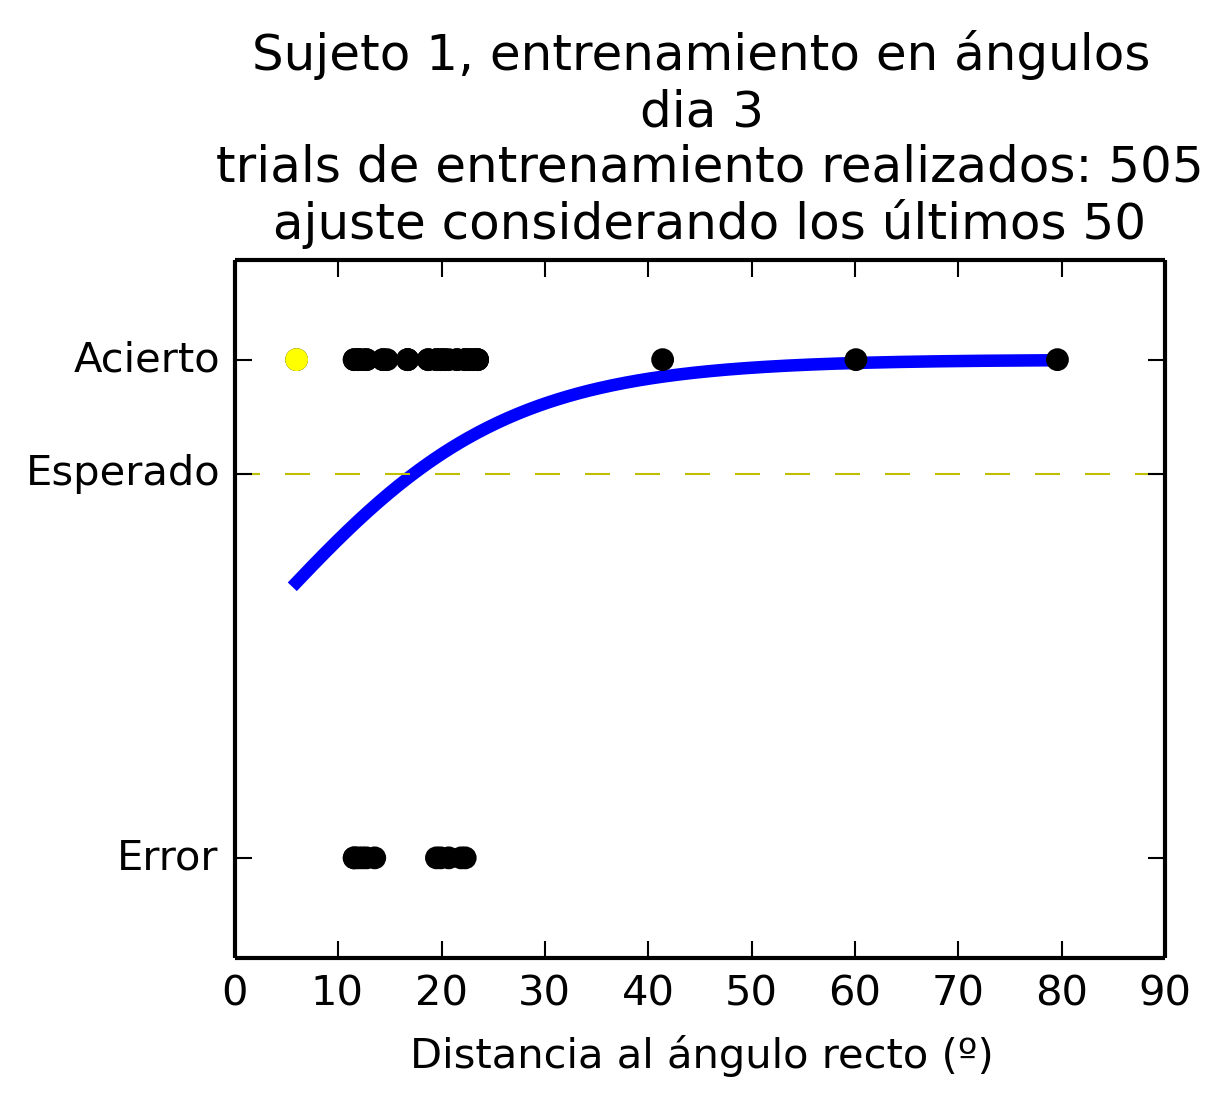 Sujeto 1, entrenamiento en ángulos
dia 3
trials de entrenamiento realizados: 505
ajuste considerando los últimos 50
Acierto
Esperado
Error
0 10 20 30 40 50 60 70 80 90
Distancia al ángulo recto (º)